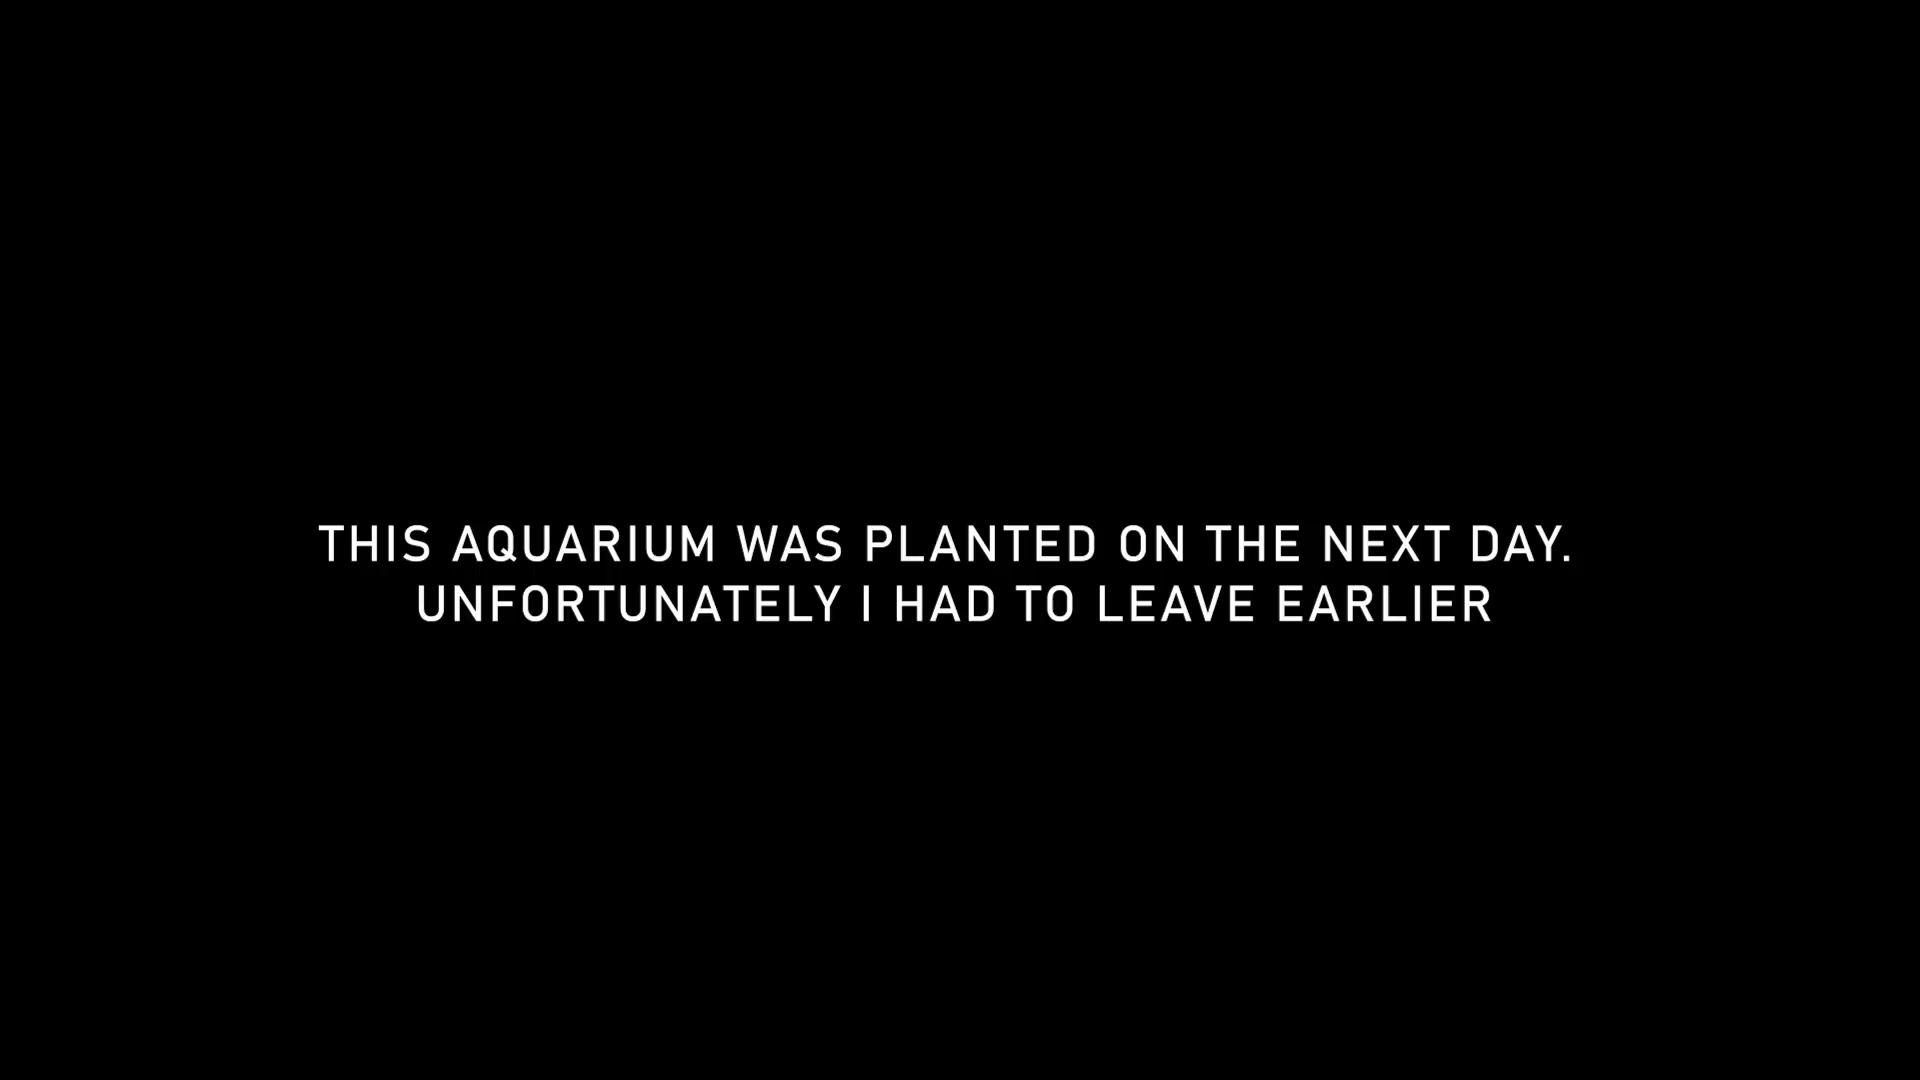 THIS AQUARIUM WAS PLANTED ON THE NEXT DAY.
UNFORTUNATELY I HAD TO LEAVE EARLIER